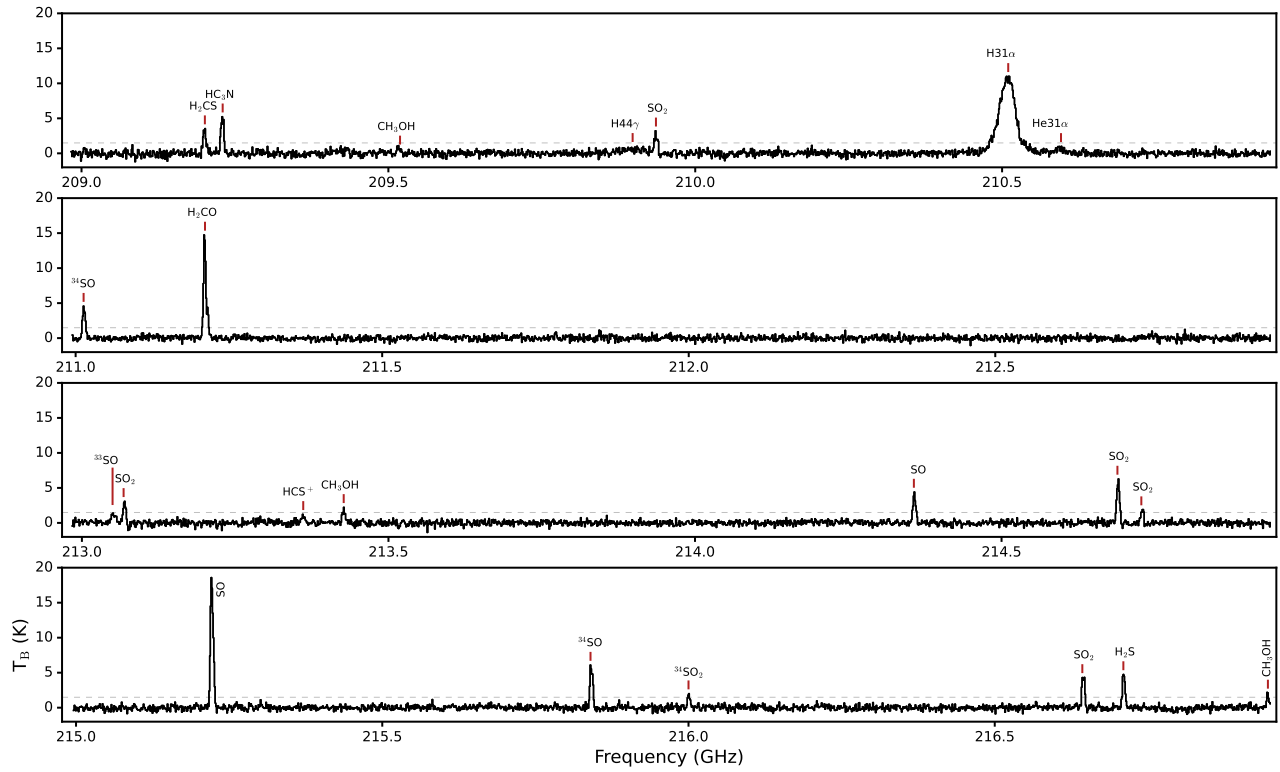 20
15
10
5
0
H₂CS
HC₃N
CH₃OH
H44γ
SO₂
H31α
He31α
209.0 209.5 210.0 210.5
20
15
10
5
0
³⁴SO
H₂CO
211.0 211.5 212.0 212.5
20
15
10
5
0
³³SO
SO₂
HCS⁺
CH₃OH
SO
SO₂
SO₂
213.0 213.5 214.0 214.5
20
15
10
5
0
SO
³⁴SO
³⁴SO₂
SO₂
H₂S
CH₃OH
215.0 215.5 216.0 216.5
T_B (K)
Frequency (GHz)